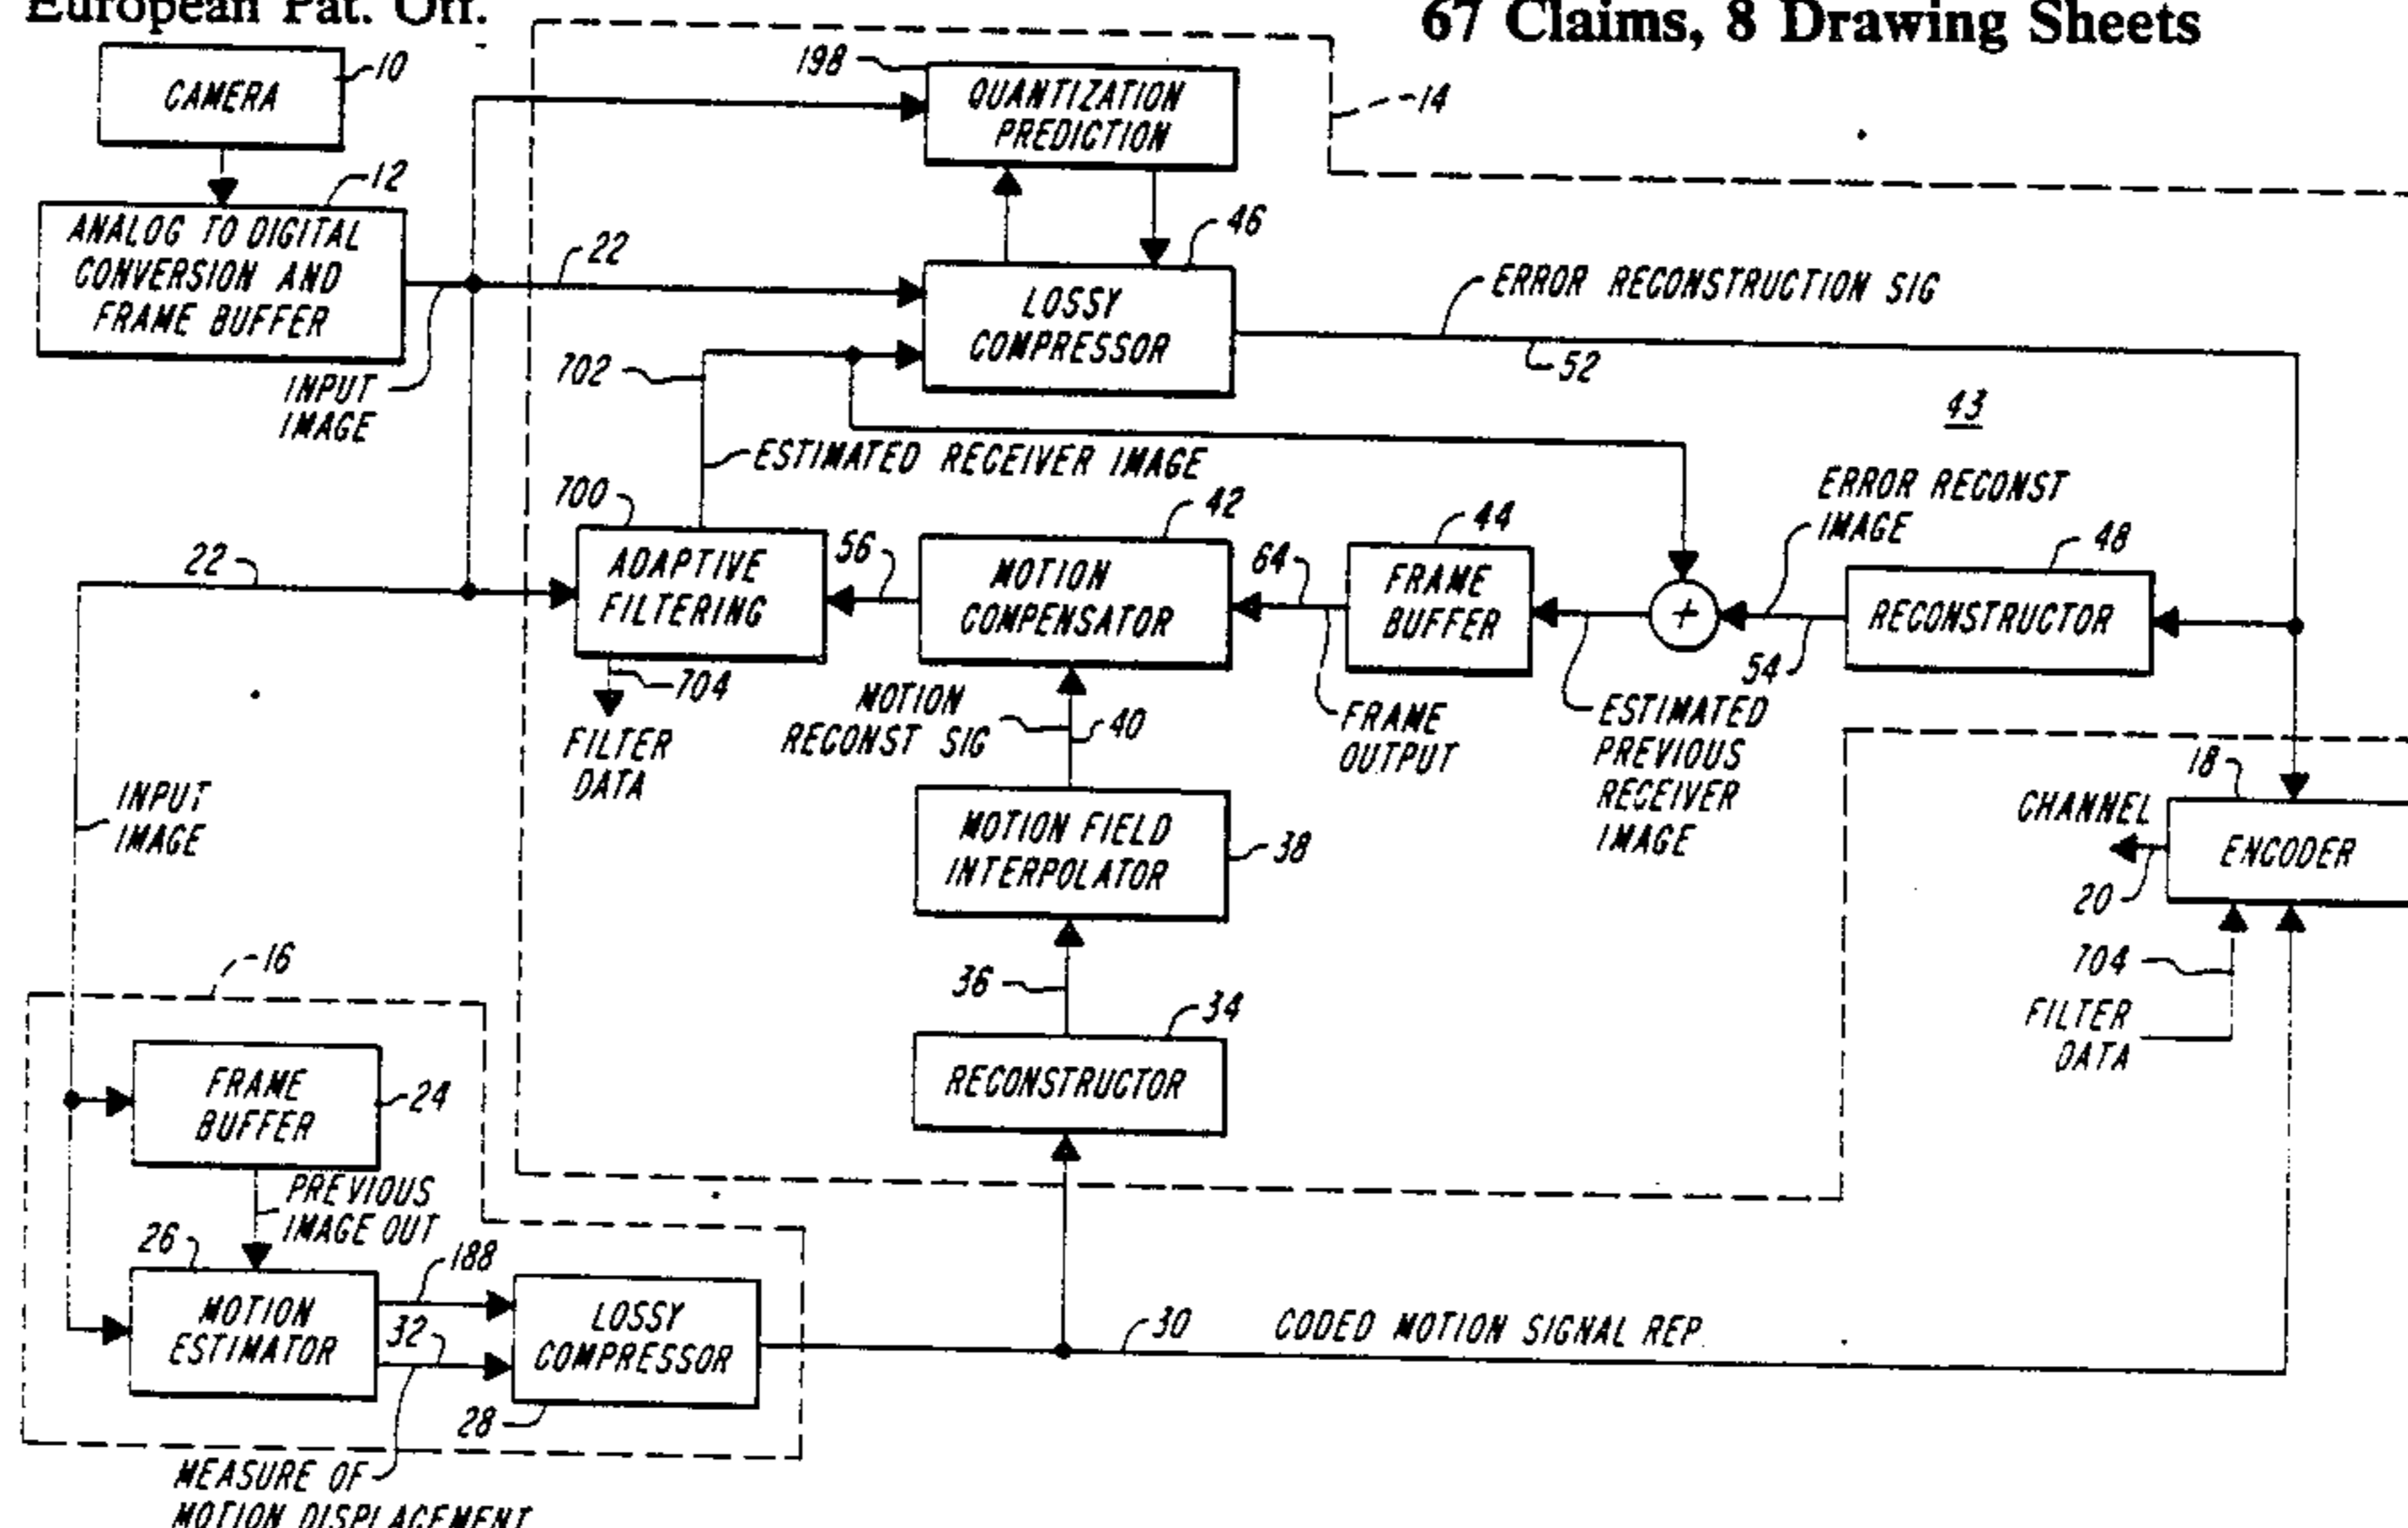 European Pat. Off.
67 Claims, 8 Drawing Sheets
CAMERA
10
12
ANALOG TO DIGITAL
CONVERSION AND
FRAME BUFFER
INPUT
IMAGE
198
QUANTIZATION
PREDICTION
14
22
46
LOSSY
COMPRESSOR
ERROR RECONSTRUCTION SIG
52
702
43
ESTIMATED RECEIVER IMAGE
700
ADAPTIVE
FILTERING
56
42
MOTION
COMPENSATOR
64
44
FRAME
BUFFER
+
ERROR RECONST
IMAGE
48
RECONSTRUCTOR
54
22
704
FILTER
DATA
MOTION
RECONST SIG
40
FRAME
OUTPUT
ESTIMATED
PREVIOUS
RECEIVER
IMAGE
18
CHANNEL
ENCODER
20
704
FILTER
DATA
INPUT
IMAGE
MOTION FIELD
INTERPOLATOR
38
36
34
RECONSTRUCTOR
16
FRAME
BUFFER
24
PREVIOUS
IMAGE OUT
26
MOTION
ESTIMATOR
188
32
LOSSY
COMPRESSOR
28
30
CODED MOTION SIGNAL REP.
MEASURE OF
MOTION DISPLACEMENT